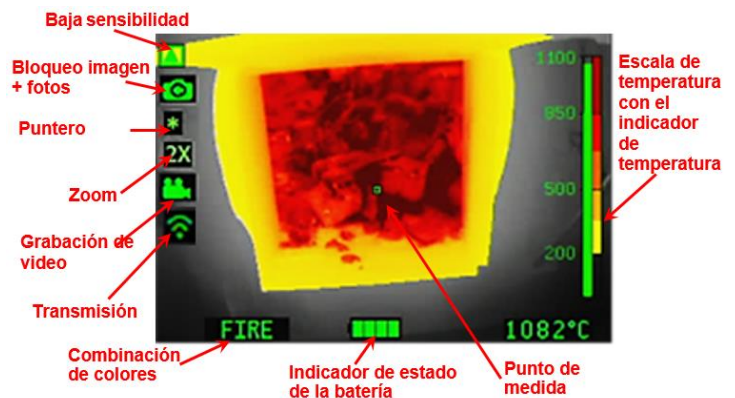 Baja sensibilidad
Bloqueo imagen
+ fotos
Puntero
*
2X
Zoom
Grabación de
video
Transmisión
1100
850
500
200
Escala de
temperatura
con el
indicador
de
temperatura
FIRE
1082°C
Combinación
de colores
Indicador de estado
de la batería
Punto de
medida